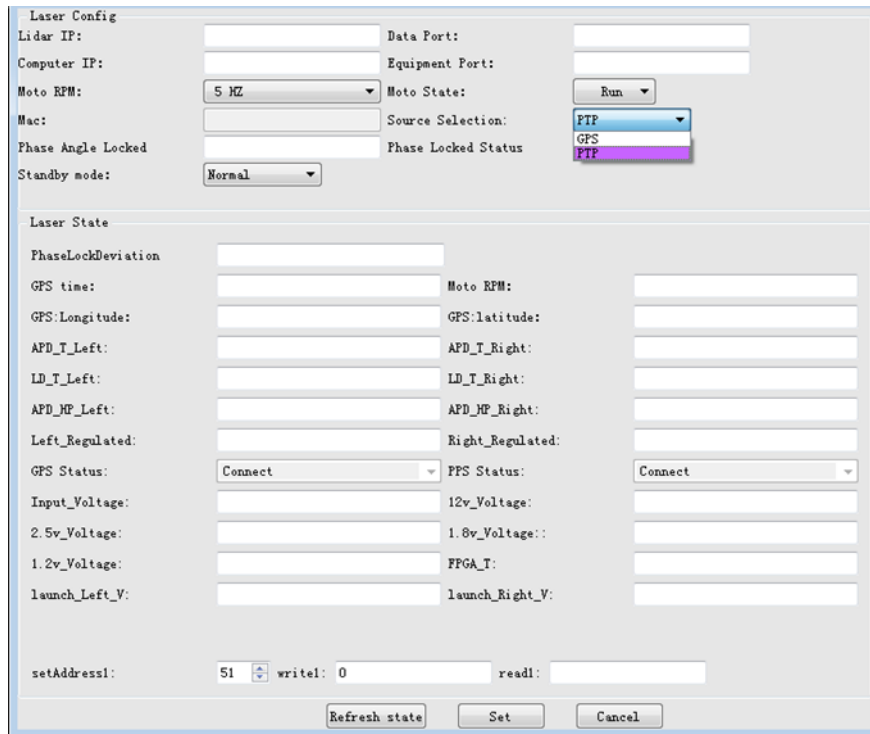 Laser Config
Lidar IP: Data Port:
Computer IP: Equipment Port:
Moto RPM: 5 HZ Moto State: Run
Mac: Source Selection: PTP
GPS
Phase Angle Locked Phase Locked Status PTP
Standby mode: Normal
Laser State
PhaseLockDeviation
GPS time: Moto RPM:
GPS:Longitude: GPS:latitude:
APD_T_Left: APD_T_Right:
LD_T_Left: LD_T_Right:
APD_HP_Left: APD_HP_Right:
Left_Regulated: Right_Regulated:
GPS Status: Connect PPS Status: Connect
Input_Voltage: 12v_Voltage:
2.5v_Voltage: 1.8v_Voltage::
1.2v_Voltage: FPGA_T:
launch_Left_V: launch_Right_V:
setAddress1: 51 write1: 0 read1:
Refresh state Set Cancel